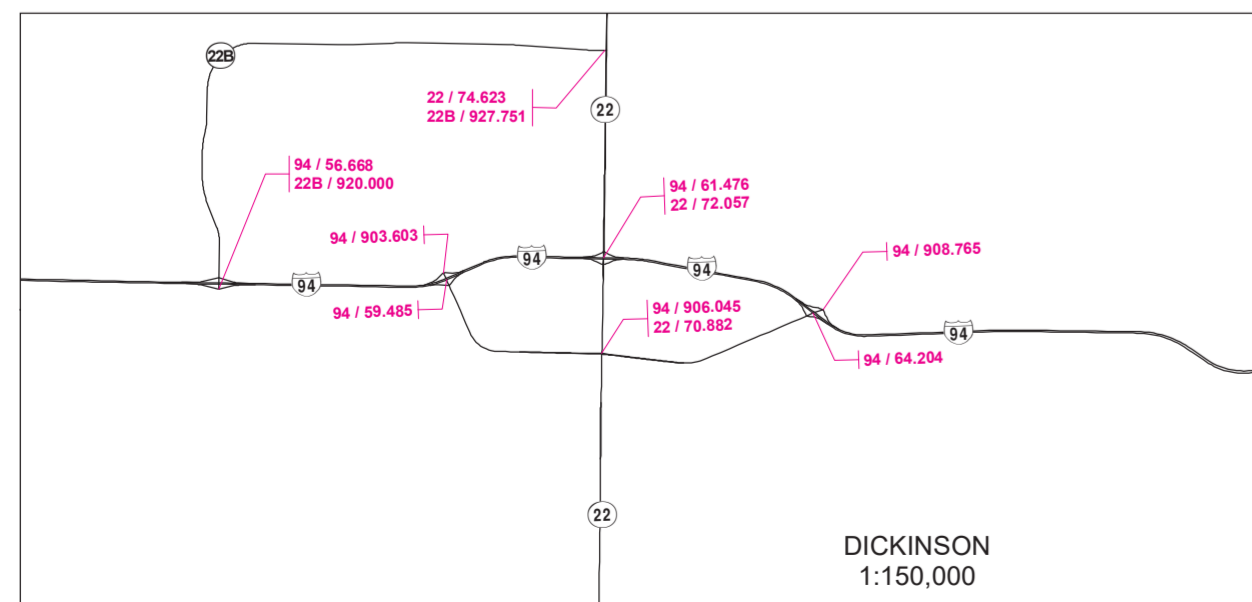 22B
22 / 74.623
22B / 927.751
22
94 / 56.668
22B / 920.000
94 / 61.476
22 / 72.057
94 / 903.603
94 / 908.765
94
94
94
94 / 59.485
94 / 906.045
22 / 70.882
94
94 / 64.204
22
DICKINSON
1:150,000